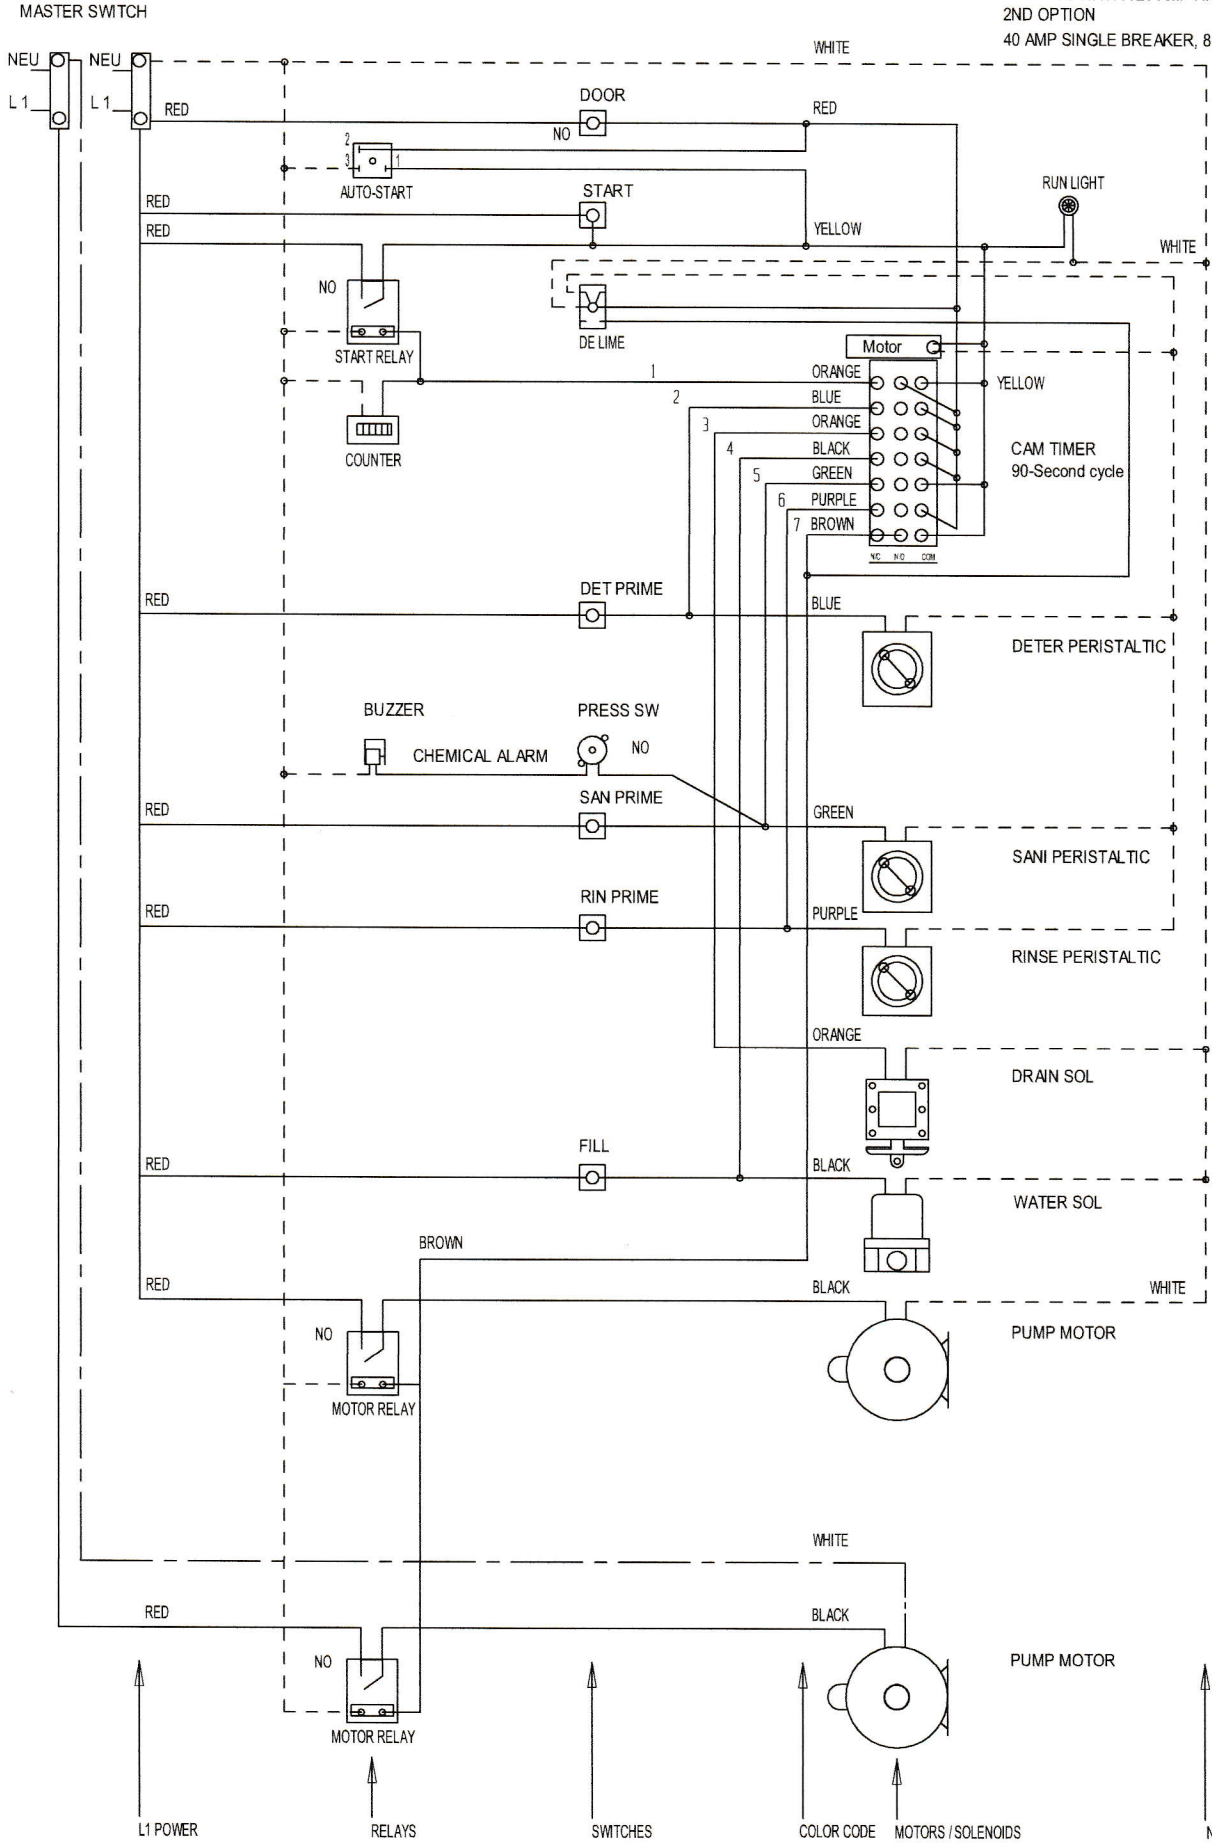 MASTER SWITCH
2ND OPTION
40 AMP SINGLE BREAKER, 8
NEU
NEU
WHITE
L1
L1
RED
DOOR
RED
NO
2
3
1
AUTO-START
RUN LIGHT
RED
START
RED
YELLOW
WHITE
NO
START RELAY
DE LIME
Motor
1
ORANGE
YELLOW
2
BLUE
3
ORANGE
4
BLACK
CAM TIMER
COUNTER
5
GREEN
90-Second cycle
6
PURPLE
7
BROWN
N/C N/O COM
DET PRIME
RED
BLUE
DETER PERISTALTIC
BUZZER
PRESS SW
NO
CHEMICAL ALARM
SAN PRIME
RED
GREEN
SANI PERISTALTIC
RIN PRIME
RED
PURPLE
RINSE PERISTALTIC
ORANGE
DRAIN SOL
FILL
RED
BLACK
WATER SOL
BROWN
RED
BLACK
WHITE
NO
PUMP MOTOR
MOTOR RELAY
WHITE
RED
BLACK
NO
PUMP MOTOR
MOTOR RELAY
L1 POWER
RELAYS
SWITCHES
COLOR CODE
MOTORS / SOLENOIDS
N